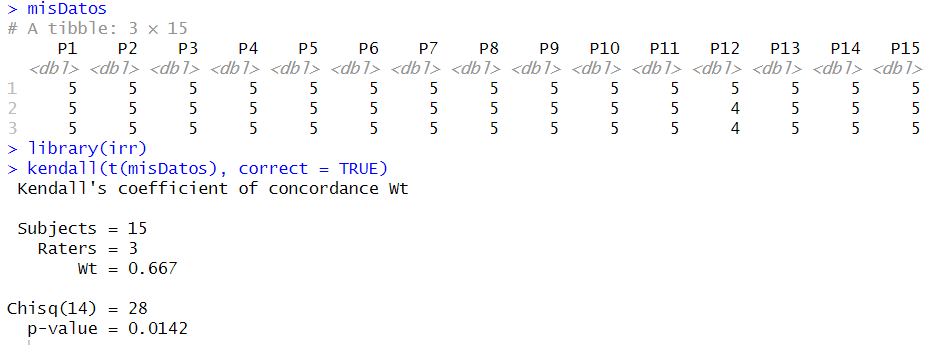 > misDatos
# A tibble: 3 × 15
P1 P2 P3 P4 P5 P6 P7 P8 P9 P10 P11 P12 P13 P14 P15
<dbl> <dbl> <dbl> <dbl> <dbl> <dbl> <dbl> <dbl> <dbl> <dbl> <dbl> <dbl> <dbl> <dbl> <dbl>
1 5 5 5 5 5 5 5 5 5 5 5 5 5 5 5
2 5 5 5 5 5 5 5 5 5 5 5 4 5 5 5
3 5 5 5 5 5 5 5 5 5 5 5 4 5 5 5
> library(irr)
> kendall(t(misDatos), correct = TRUE)
Kendall's coefficient of concordance Wt
Subjects = 15
Raters = 3
Wt = 0.667
Chisq(14) = 28
p-value = 0.0142